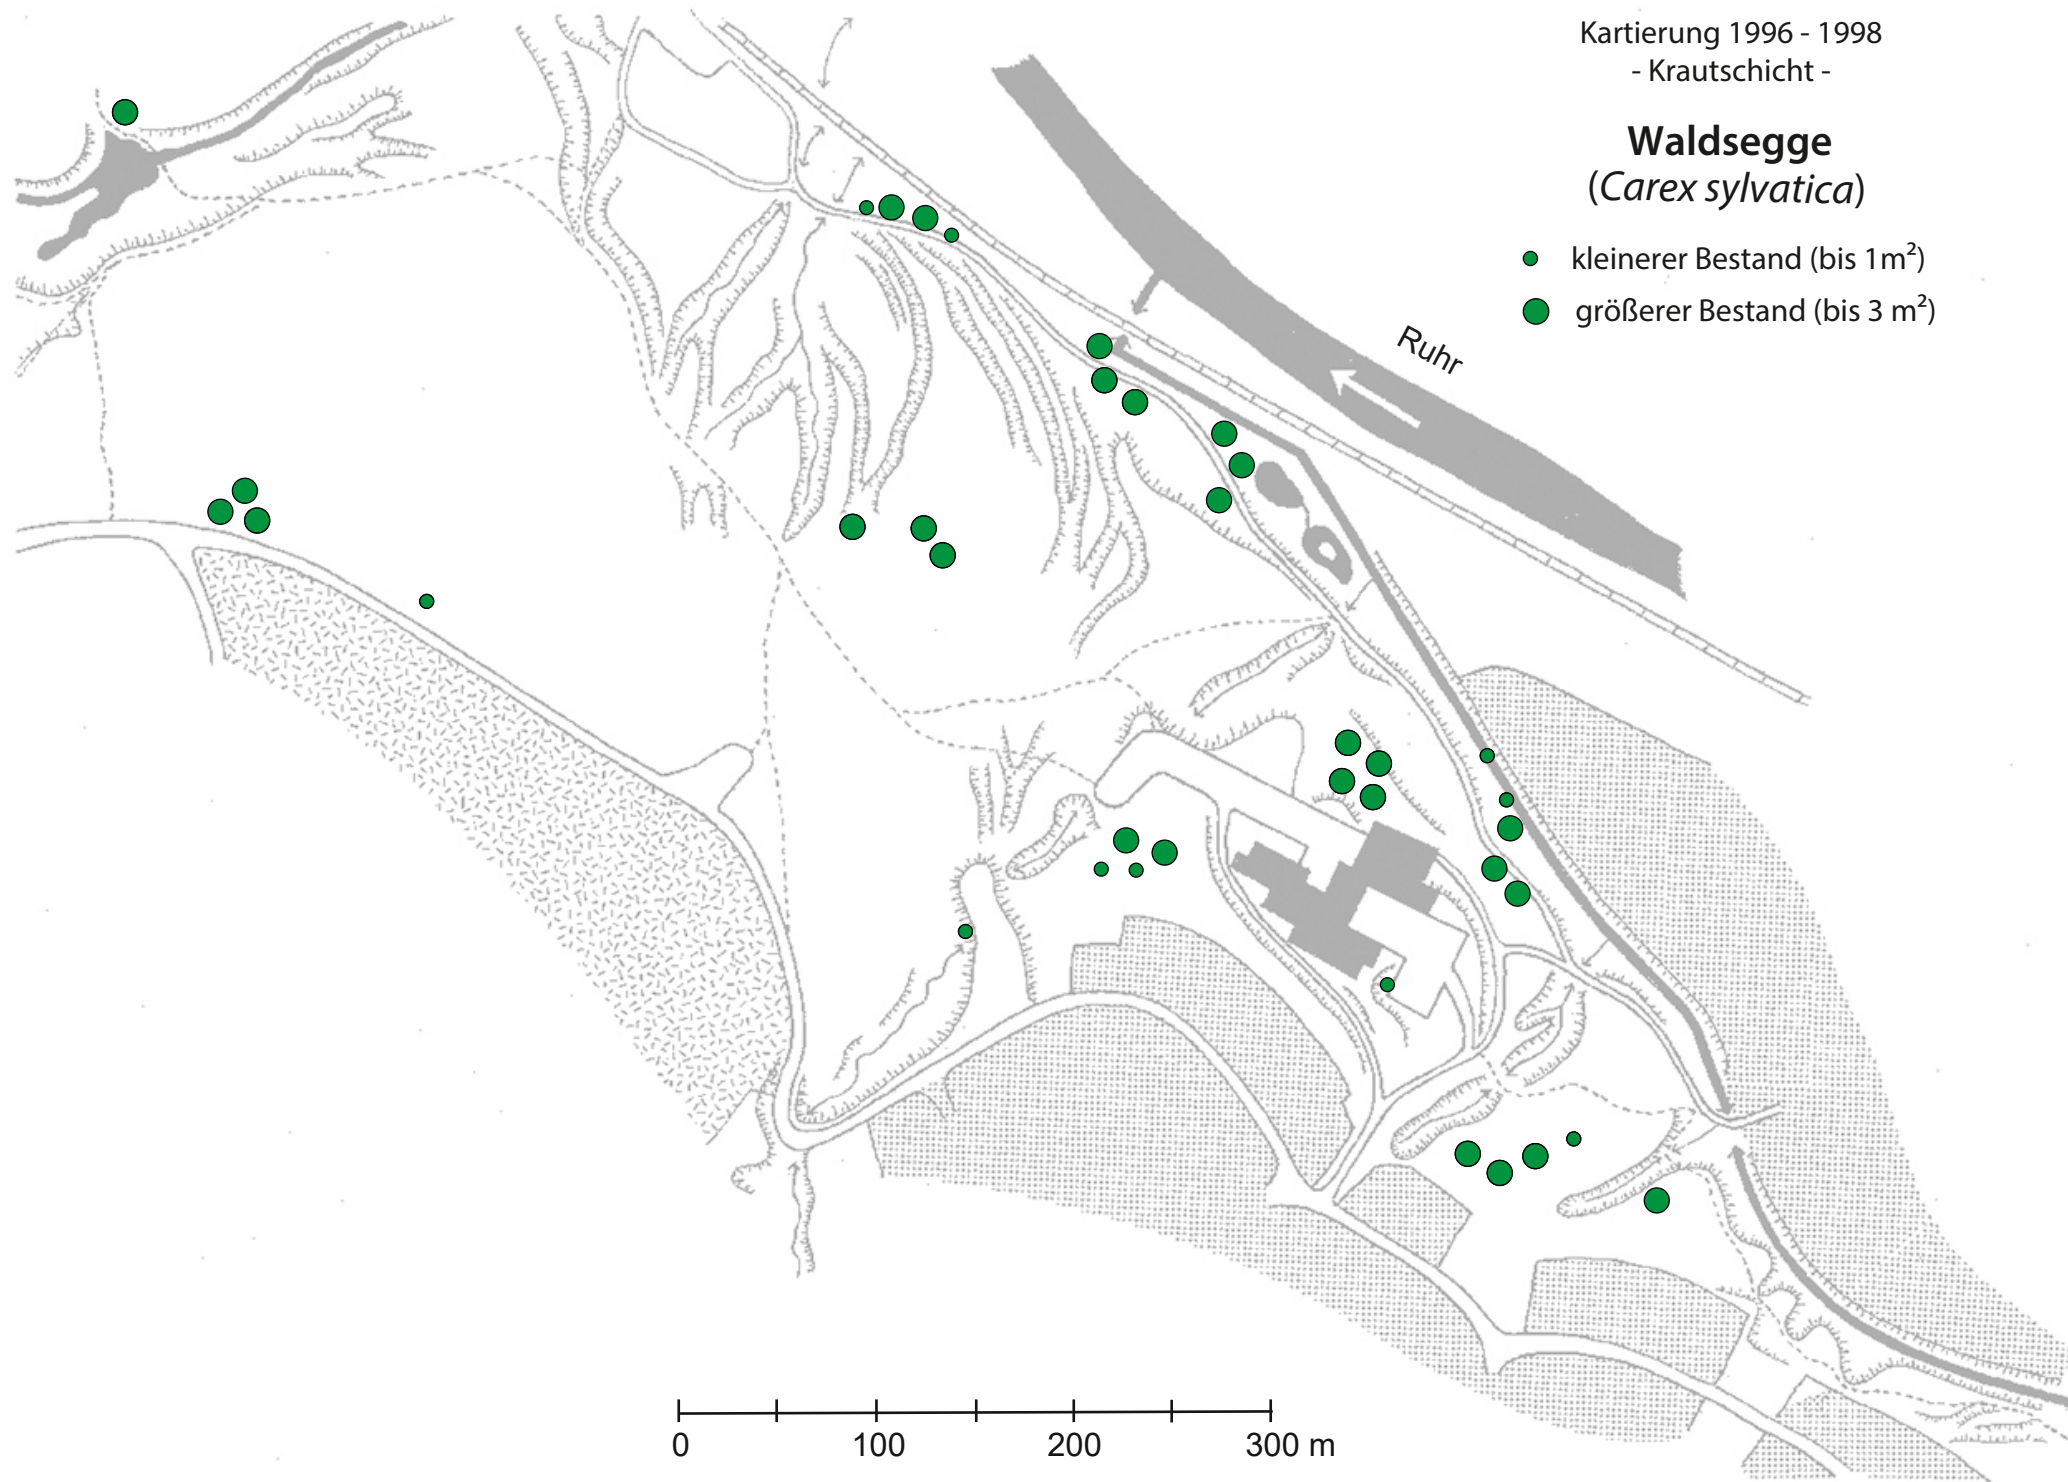 Kartierung 1996 - 1998
- Krautschicht -
Waldsegge
(Carex sylvatica)
kleinerer Bestand (bis 1m²)
größerer Bestand (bis 3 m²)
Ruhr
0 100 200 300 m